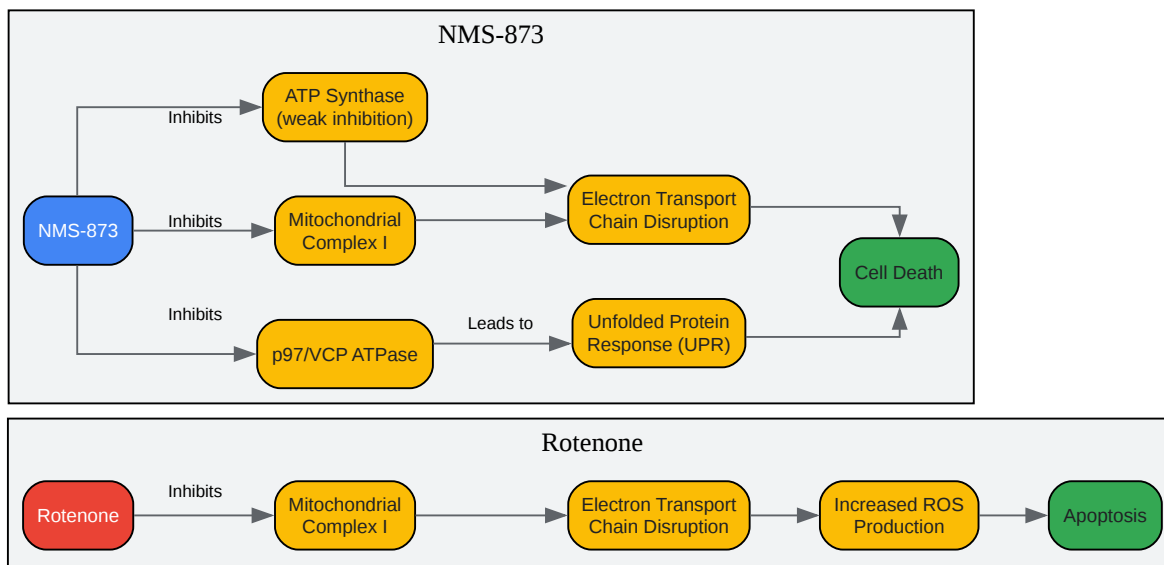 NMS-873
ATP Synthase
(weak inhibition)
Inhibits
Electron Transport
Chain Disruption
NMS-873
Inhibits
Mitochondrial
Complex I
Cell Death
Inhibits
p97/VCP ATPase
Leads to
Unfolded Protein
Response (UPR)
Rotenone
Rotenone
Inhibits
Mitochondrial
Complex I
Electron Transport
Chain Disruption
Increased ROS
Production
Apoptosis